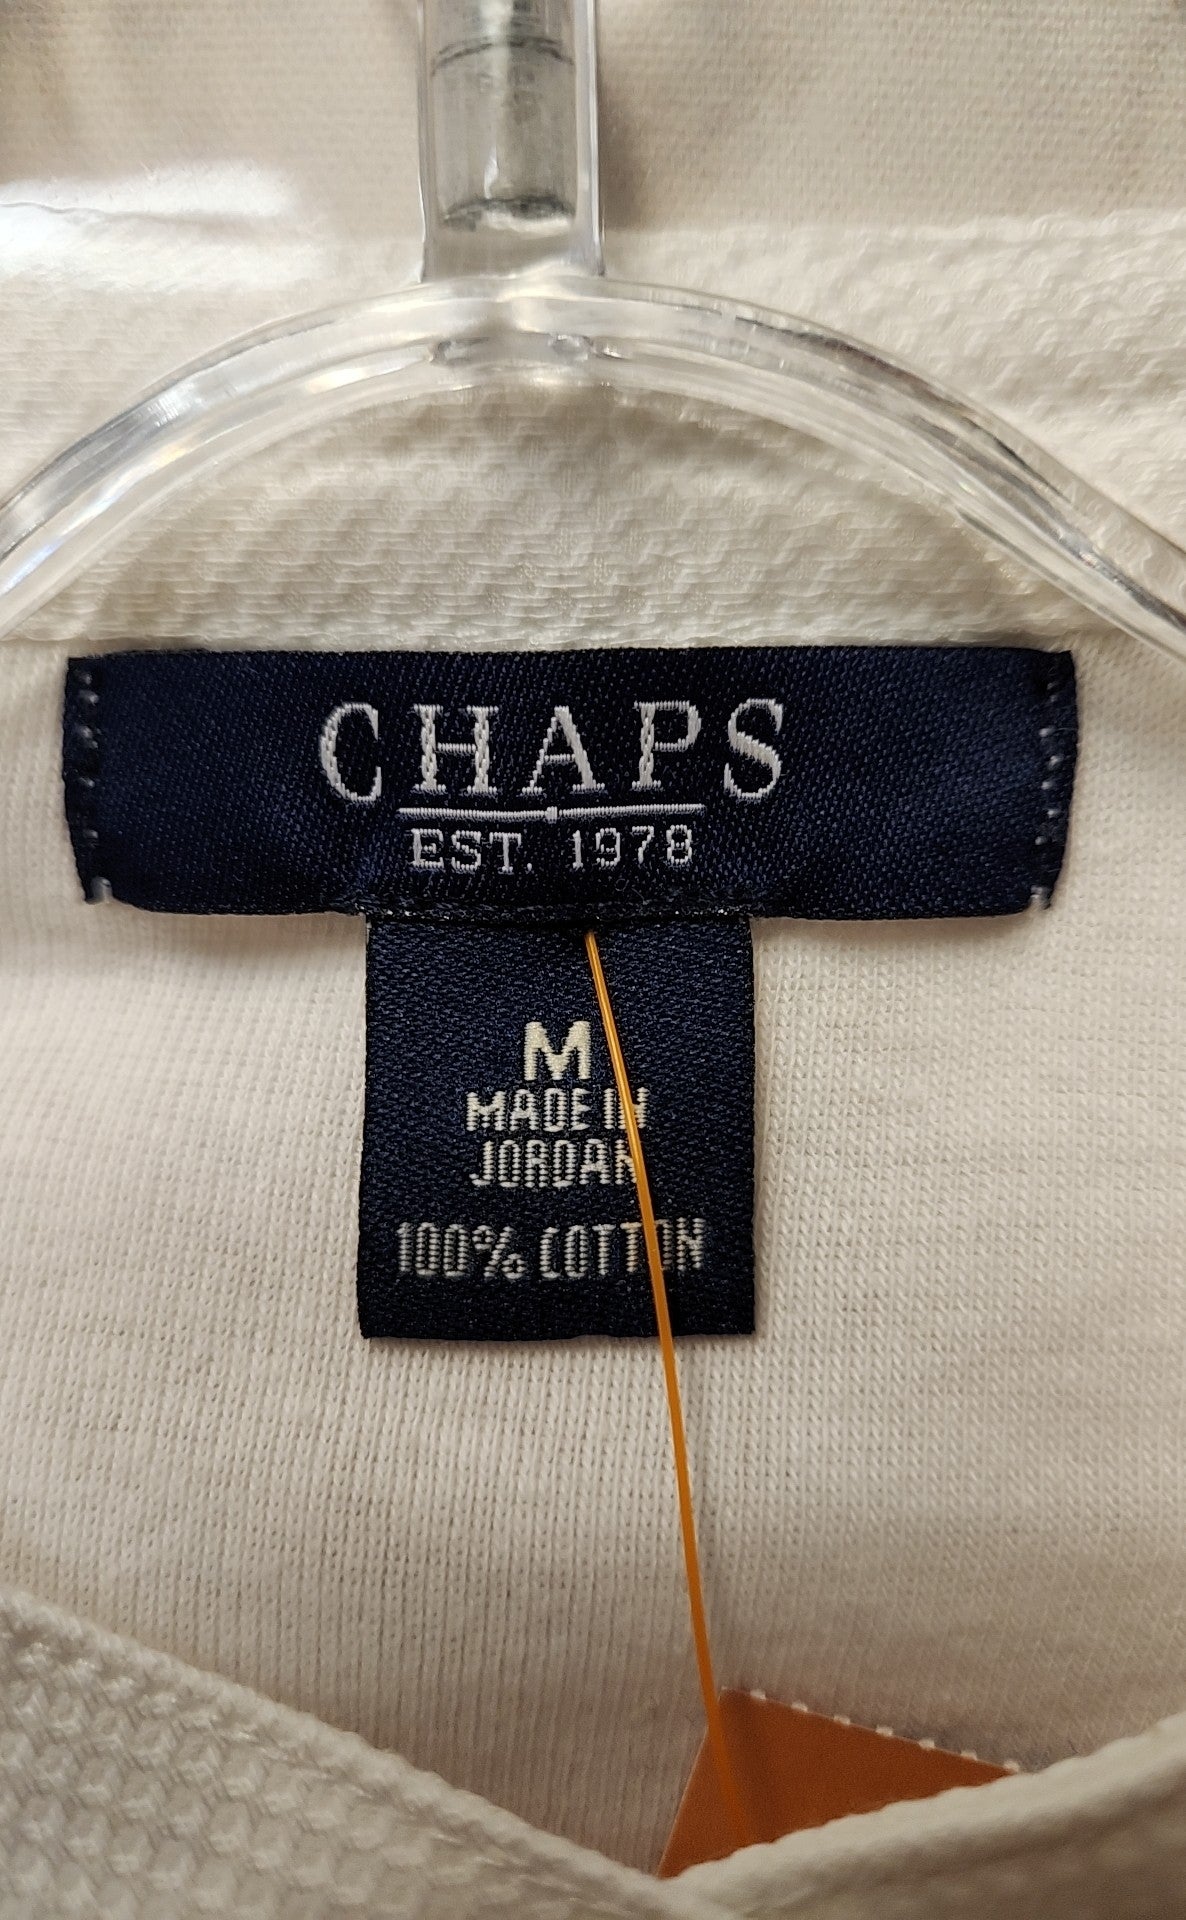 CHAPS
EST. 1978
M
MADE IN
JORDAN
100% COTTON